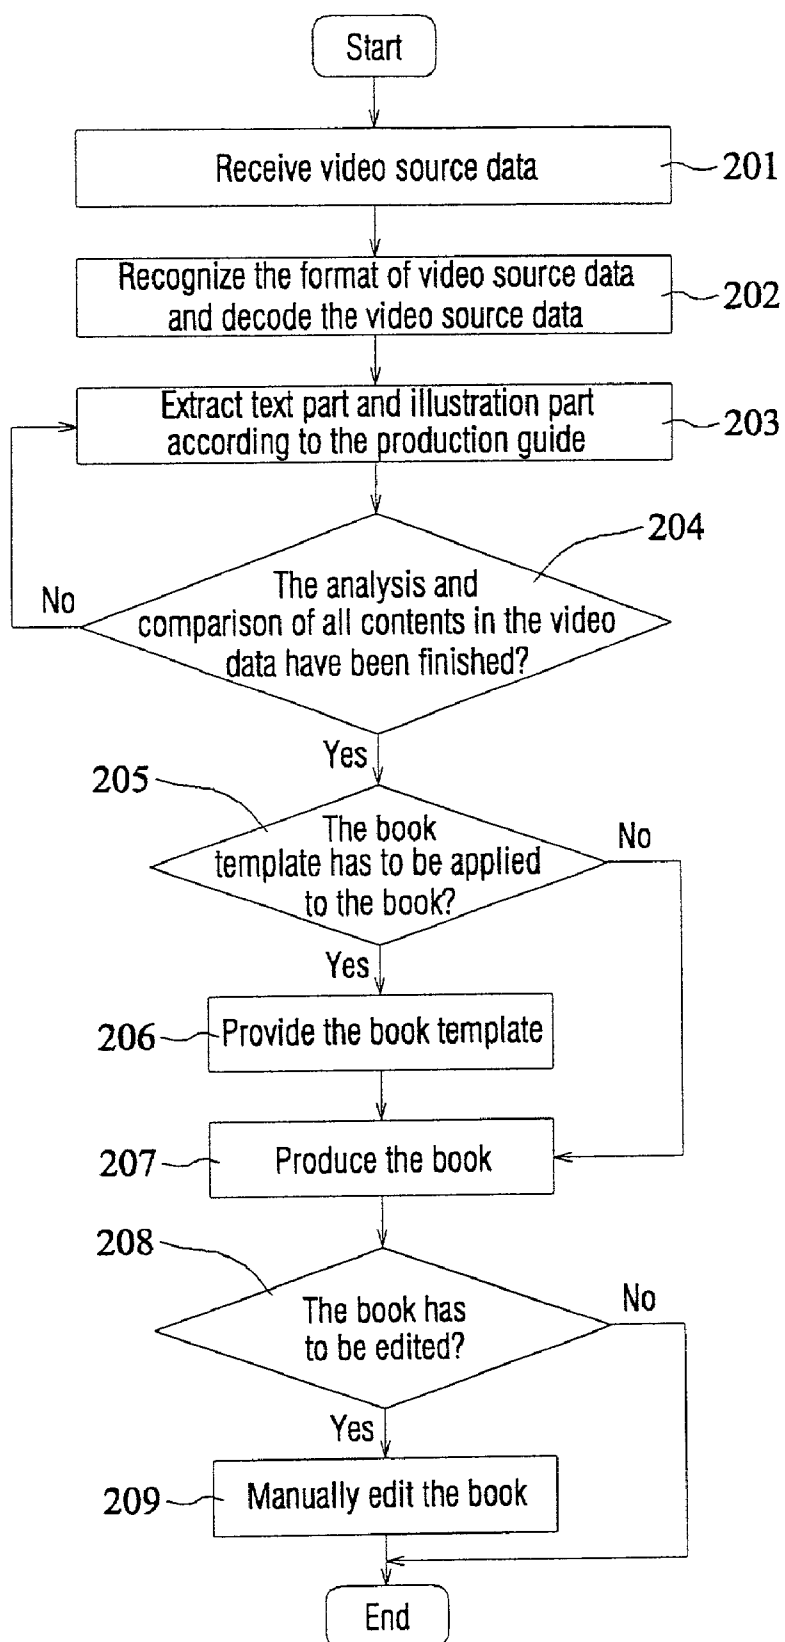 Start
Receive video source data
201
Recognize the format of video source data
and decode the video source data
202
Extract text part and illustration part
according to the production guide
203
204
The analysis and
comparison of all contents in the video
data have been finished?
No
Yes
205
The book
template has to be applied
to the book?
No
Yes
206
Provide the book template
207
Produce the book
208
The book has
to be edited?
No
Yes
209
Manually edit the book
End